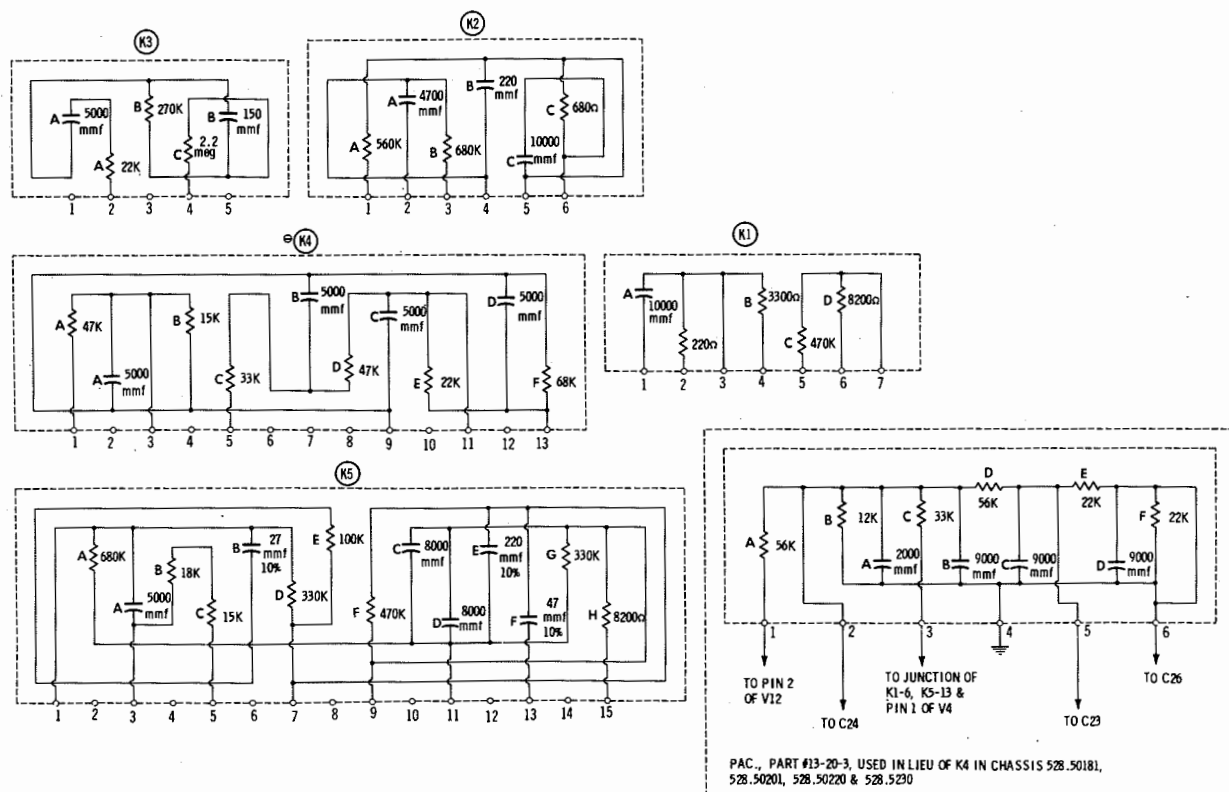 K3
K2
A 5000 mmf
B 270K
B 150 mmf
A 22K
C 2.2 meg
1 2 3 4 5
A 4700 mmf
B 220 mmf
C 680Ω
A 560K
B 680K
C 10000 mmf
1 2 3 4 5 6
⊖ K4
K1
A 47K
B 15K
B 5000 mmf
C 5000 mmf
D 5000 mmf
A 5000 mmf
C 33K
D 47K
E 22K
F 68K
1 2 3 4 5 6 7 8 9 10 11 12 13
A 10000 mmf
220Ω
B 3300Ω
C 470K
D 8200Ω
1 2 3 4 5 6 7
K5
A 680K
B 18K
B 27 mmf 10%
E 100K
C 8000 mmf
E 220 mmf 10%
G 330K
A 5000 mmf
C 15K
D 330K
F 470K
D 8000 mmf
F 47 mmf 10%
H 8200Ω
1 2 3 4 5 6 7 8 9 10 11 12 13 14 15
D 56K
E 22K
A 56K
B 12K
A 2000 mmf
C 33K
B 9000 mmf
C 9000 mmf
D 9000 mmf
F 22K
1 2 3 4 5 6
TO PIN 2
OF V12
TO C24
TO JUNCTION OF
K1-6, K5-13 &
PIN 1 OF V4
TO C23
TO C26
PAC., PART #13-20-3, USED IN LIEU OF K4 IN CHASSIS 528.50181,
528.50201, 528.50220 & 528.5230